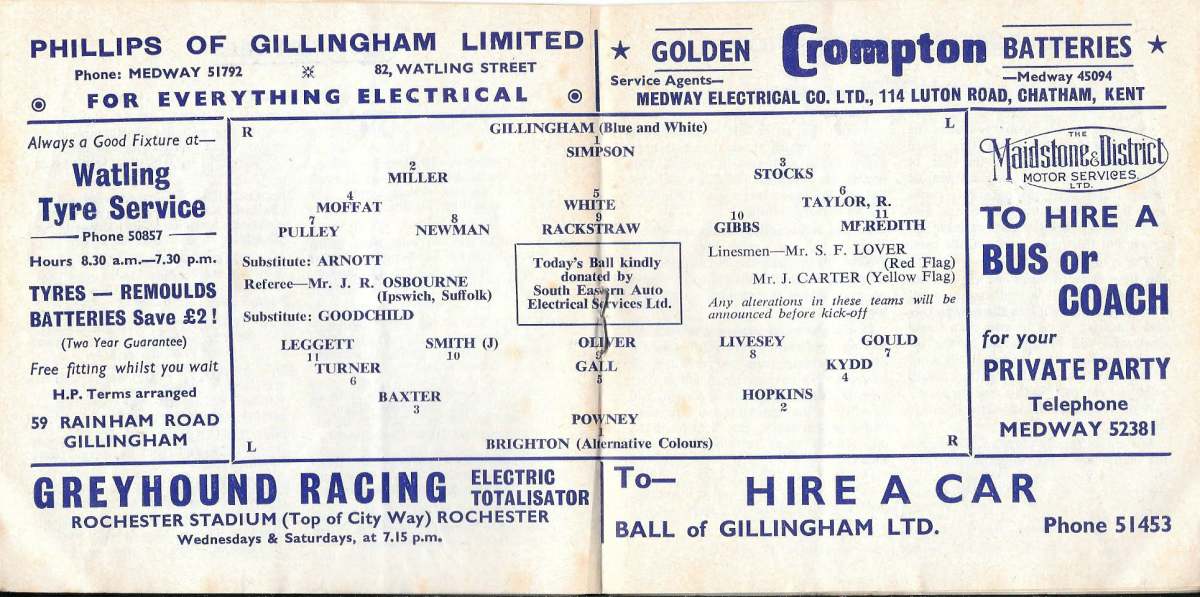 PHILLIPS OF GILLINGHAM LIMITED
Phone: MEDWAY 51792 82, WATLING STREET
FOR EVERYTHING ELECTRICAL
★ GOLDEN Crompton BATTERIES ★
Service Agents— —Medway 45094
MEDWAY ELECTRICAL CO. LTD., 114 LUTON ROAD, CHATHAM, KENT
Always a Good Fixture at—
Watling
Tyre Service
Phone 50857
Hours 8.30 a.m.—7.30 p.m.
TYRES — REMOULDS
BATTERIES Save £2!
(Two Year Guarantee)
Free fitting whilst you wait
H.P. Terms arranged
59 RAINHAM ROAD
GILLINGHAM
R GILLINGHAM (Blue and White) L
1
SIMPSON
2 3
MILLER STOCKS
4 5 6
MOFFAT WHITE TAYLOR, R.
7 8 9 10 11
PULLEY NEWMAN RACKSTRAW GIBBS MEREDITH
Substitute: ARNOTT
Referee—Mr. J. R. OSBOURNE
(Ipswich, Suffolk)
Substitute: GOODCHILD
Today's Ball kindly
donated by
South Eastern Auto
Electrical Services Ltd.
Linesmen—Mr. S. F. LOVER
(Red Flag)
Mr. J. CARTER (Yellow Flag)
Any alterations in these teams will be
announced before kick-off
LEGGETT SMITH (J) OLIVER LIVESEY GOULD
11 10 9 8 7
TURNER GALL KYDD
6 5 4
BAXTER HOPKINS
3 2
POWNEY
1
L BRIGHTON (Alternative Colours) R
THE
Maidstone & District
MOTOR SERVICES
LTD.
TO HIRE A
BUS or
COACH
for your
PRIVATE PARTY
Telephone
MEDWAY 52381
GREYHOUND RACING ELECTRIC
TOTALISATOR
ROCHESTER STADIUM (Top of City Way) ROCHESTER
Wednesdays & Saturdays, at 7.15 p.m.
To—
HIRE A CAR
BALL of GILLINGHAM LTD. Phone 51453